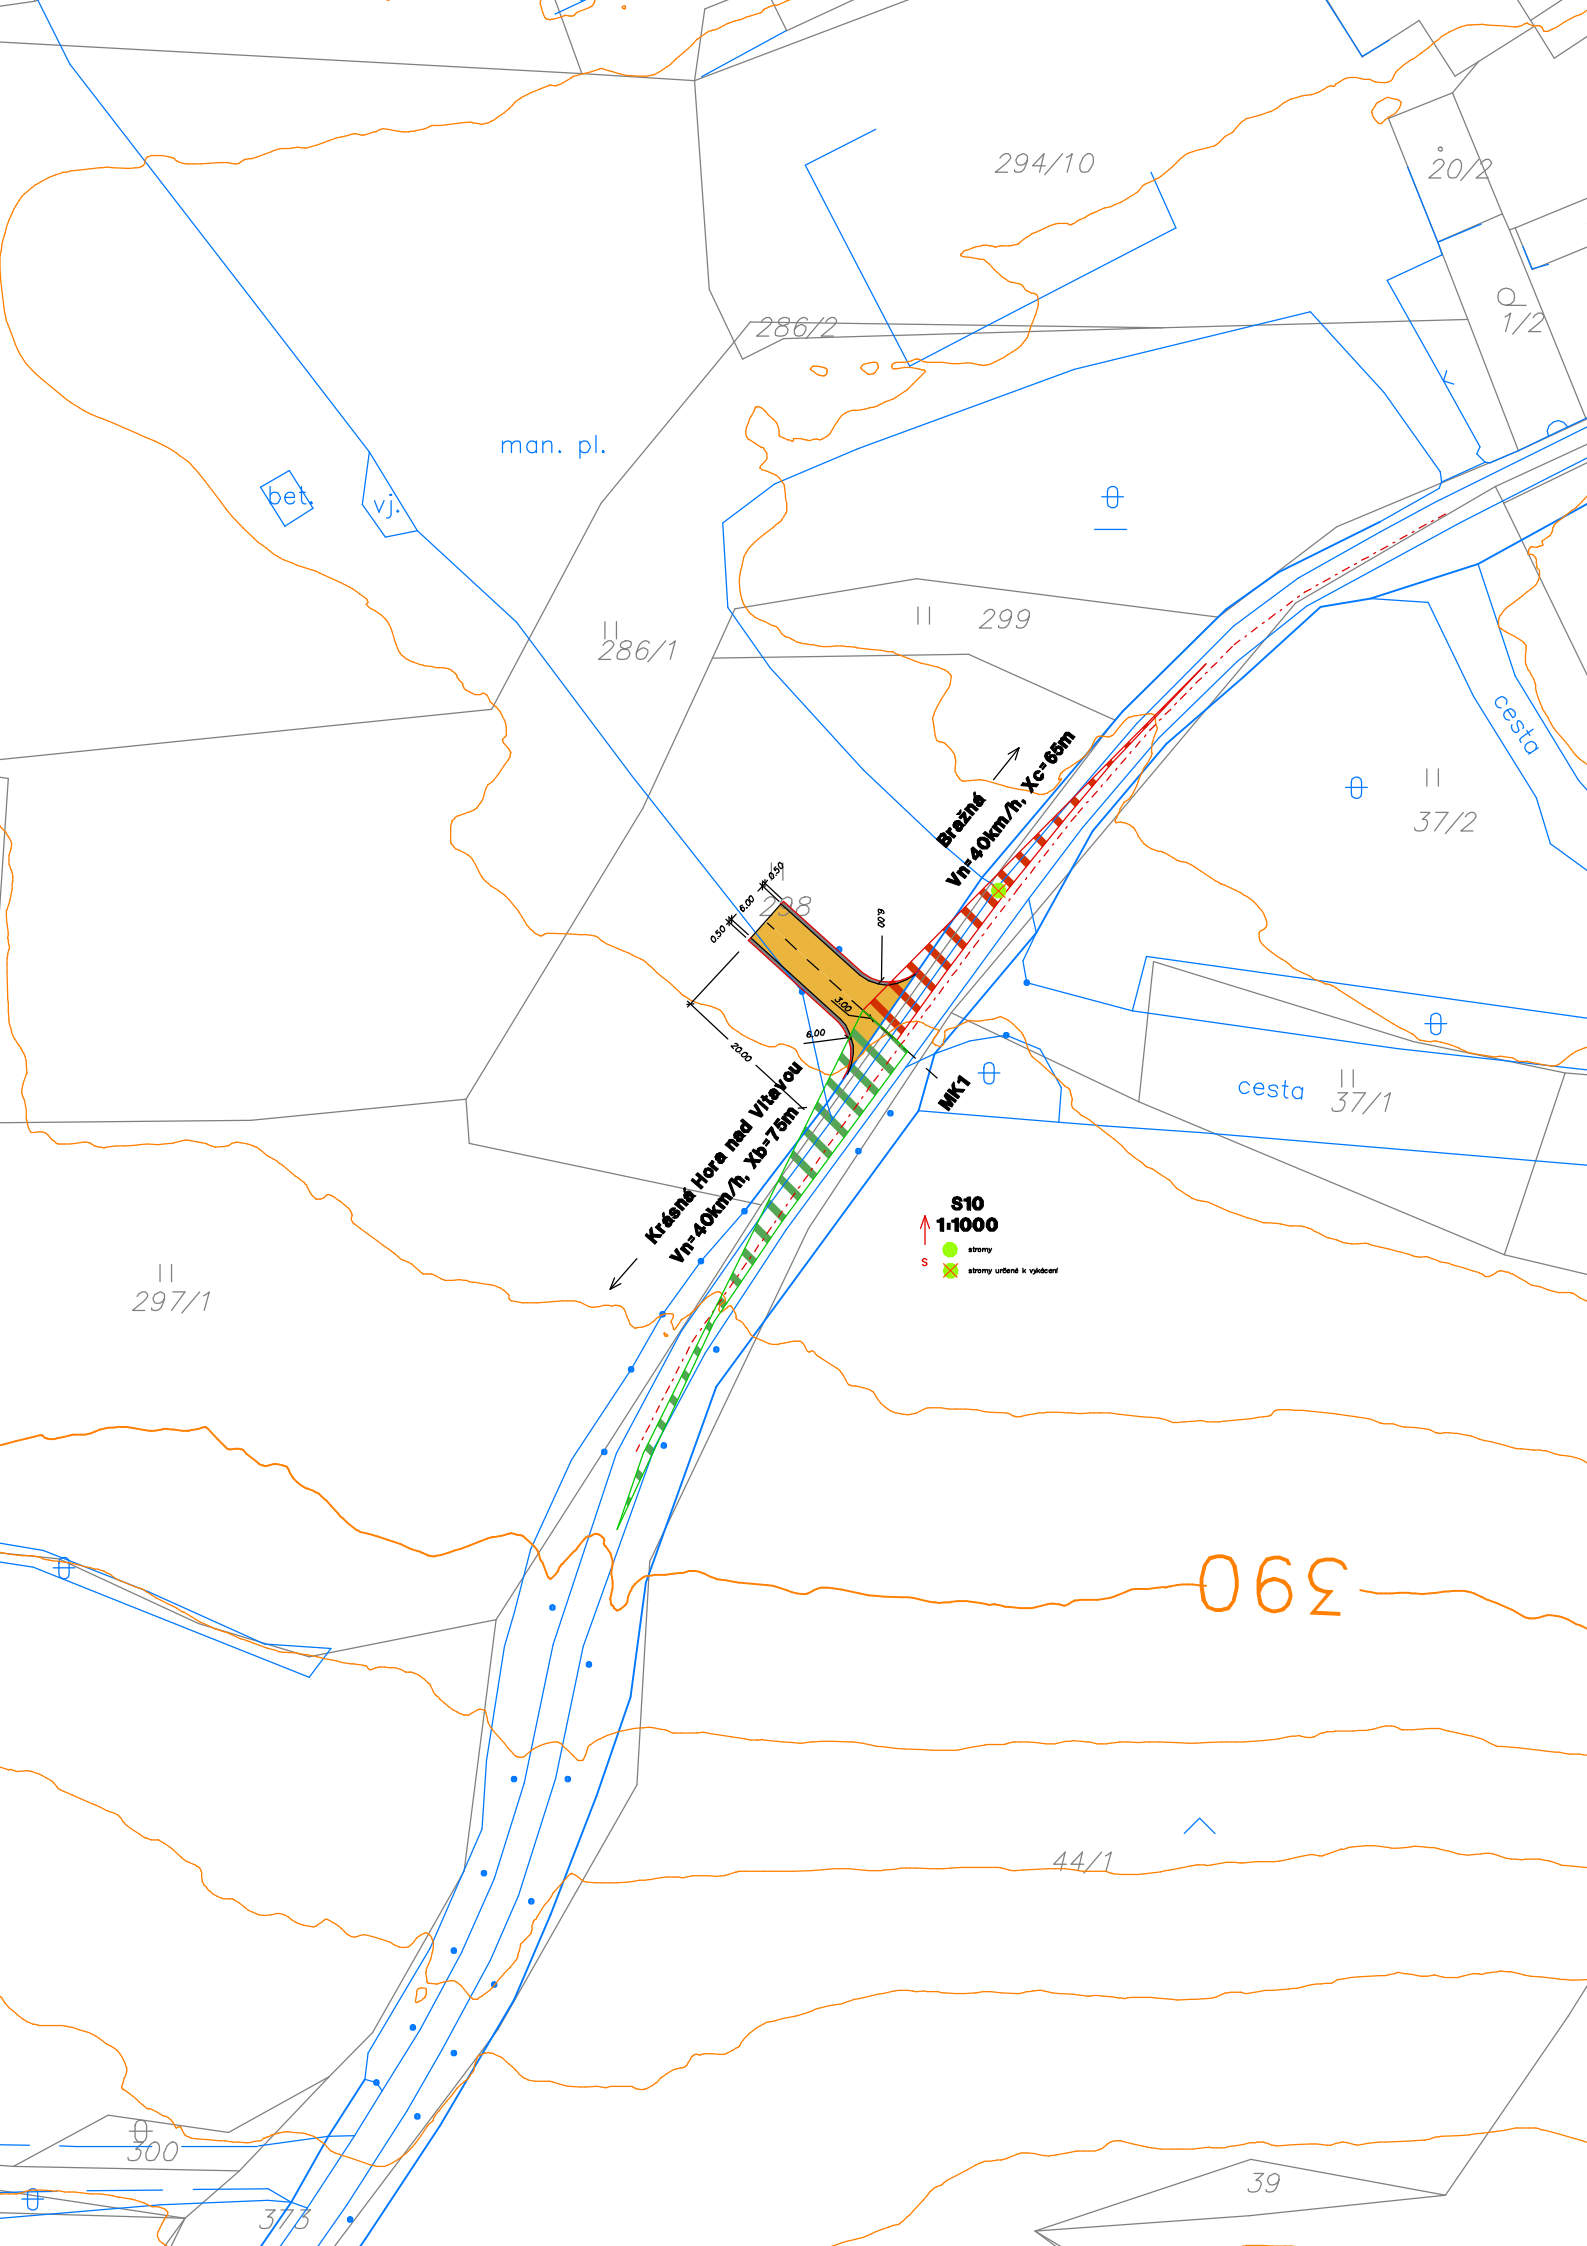 294/10
20/2
1/2
286/2
man. pl.
bet.
vj.
299
286/1
cesta
37/2
Bražná
Vn=40km/h, Xc=65m
298
0.50
6.00
0.50
6.00
3.00
6.00
20.00
MK1
cesta
37/1
Krásná Hora nad Vltavou
Vn=40km/h, Xb=75m
S10
1:1000
S
stromy
stromy určené k vykácení
297/1
390
44/1
300
39
373